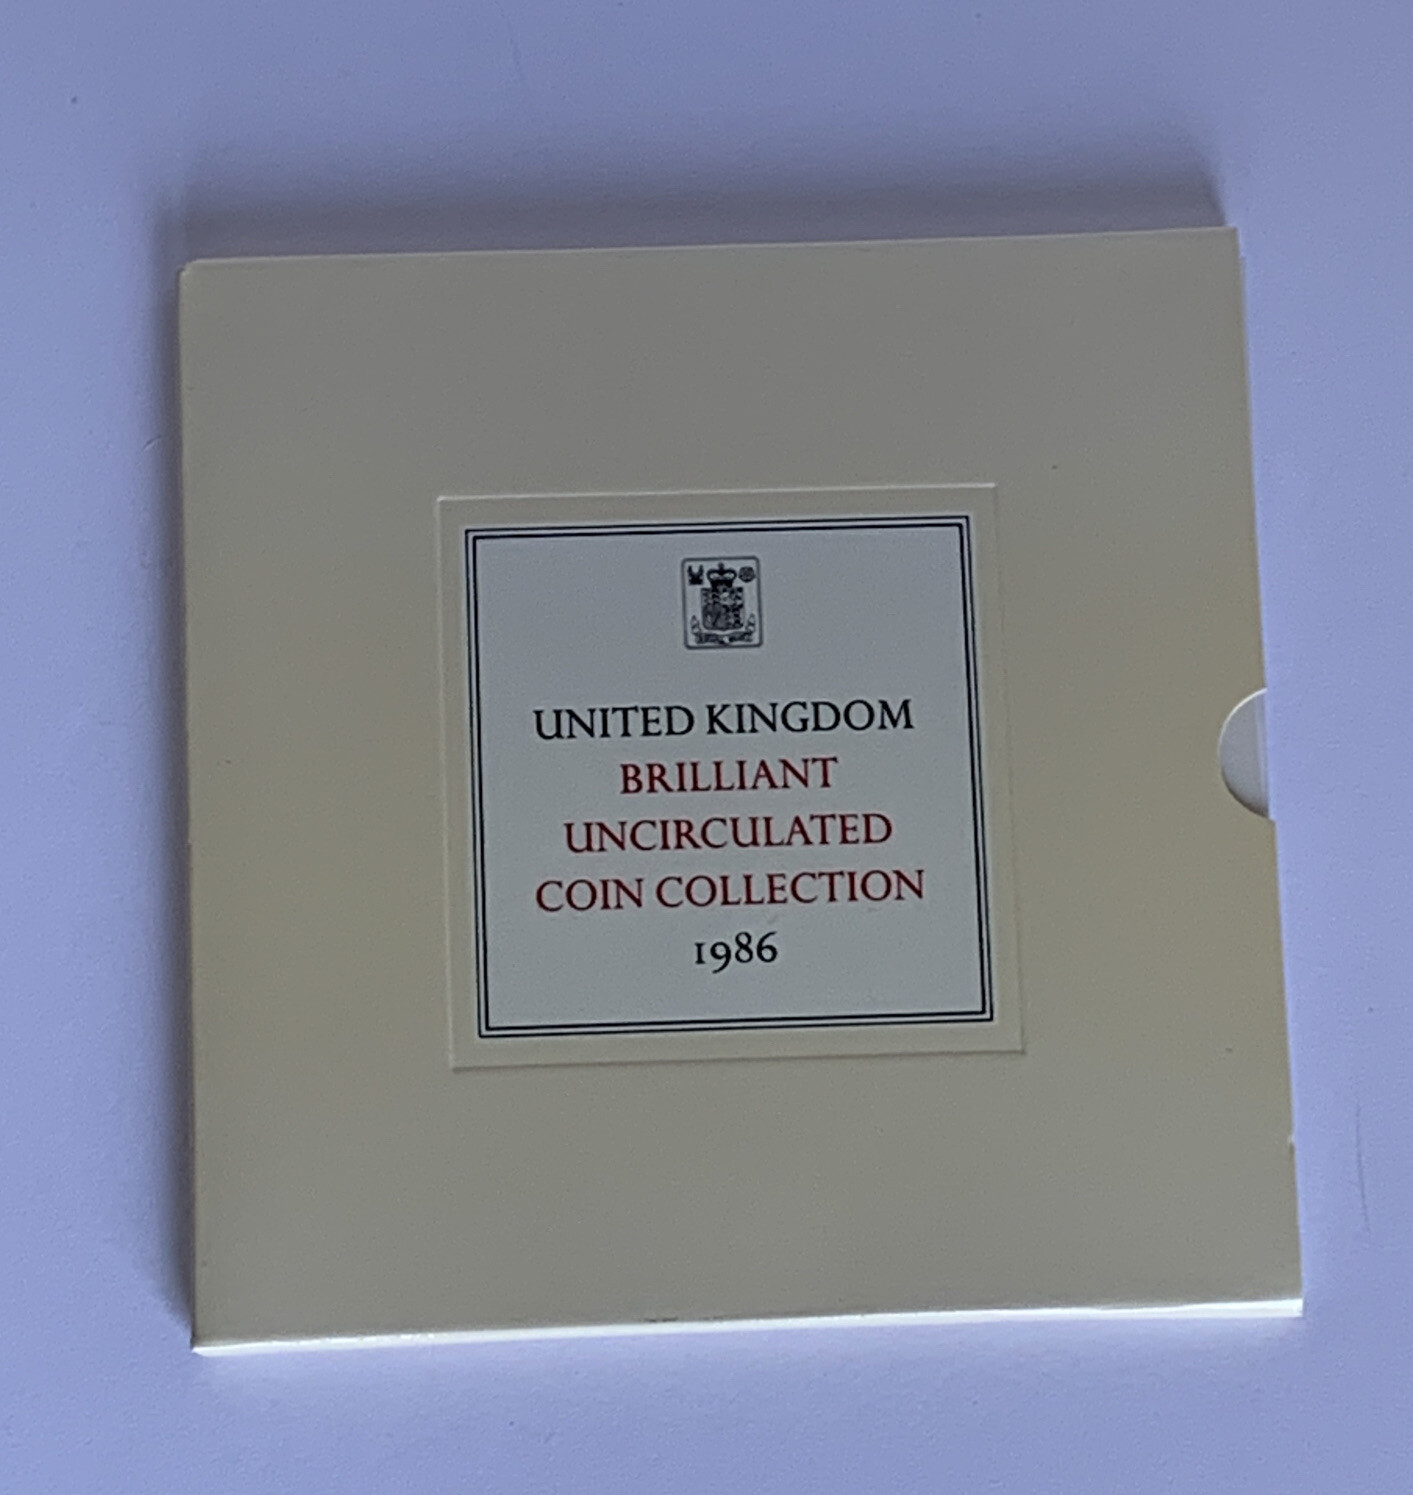 UNITED KINGDOM
BRILLIANT
UNCIRCULATED
COIN COLLECTION
1986